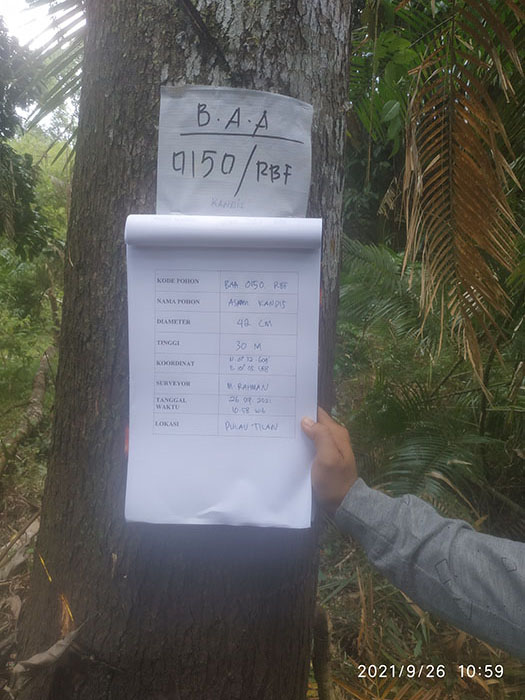 B.A.A
0150/RBF
KANDIS
KODE POHON BAA 0150. RBF
NAMA POHON ASAM KANDIS
DIAMETER 42 CM
TINGGI 30 M
KOORDINAT
SURVEYOR M. RAHMAN
TANGGAL 26 09 2021
WAKTU 10:58 WIB
LOKASI PULAU TILAN
2021/9/26 10:59